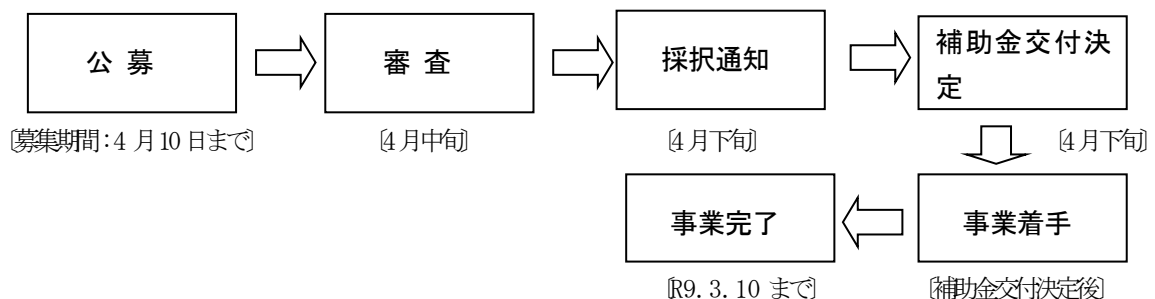 公 募
審 査
採択通知
補助金交付決
定
〔募集期間：4 月 10 日まで〕
〔4 月中旬〕
〔4 月下旬〕
〔4 月下旬〕
事業完了
事業着手
〔R9. 3. 10 まで〕
〔補助金交付決定後〕